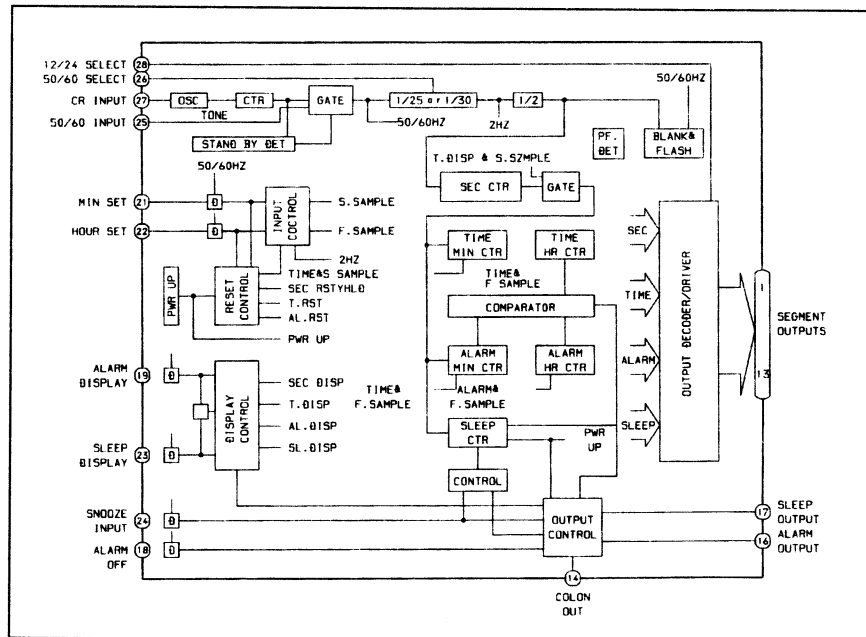 12/24 SELECT
28
50/60 SELECT
26
50/60HZ
CR INPUT
27
OSC
CTR
GATE
1/25 or 1/30
1/2
BLANK&
FLASH
TONE
50/60HZ
2HZ
50/60 INPUT
25
STAND BY DET
PF.
DET
T.DISP & S.SZMPLE
50/60HZ
SEC CTR
GATE
MIN SET
21
D
INPUT
COCTROL
S.SAMPLE
HOUR SET
22
D
F.SAMPLE
SEC
TIME
MIN CTR
TIME
HR CTR
2HZ
PWR UP
RESET
CONTROL
TIME&S SAMPLE
SEC RSTYHLD
T.RST
AL.RST
PWR UP
TIME&
F SAMPLE
TIME
COMPARATOR
OUTPUT DECODER/DRIVER
1
13
SEGMENT
OUTPUTS
ALARM
DISPLAY
19
D
ALARM
MIN CTR
ALARM
HR CTR
ALARM
DISPLAY
CONTROL
SEC DISP
T.DISP
AL.DISP
SL.DISP
TIME&
F.SAMPLE
ALARM&
F.SAMPLE
SLEEP
DISPLAY
23
D
SLEEP
CTR
PWR
UP
SLEEP
CONTROL
SNOOZE
INPUT
24
D
OUTPUT
CONTROL
17
SLEEP
OUTPUT
ALARM
OFF
18
D
16
ALARM
OUTPUT
14
COLON
OUT